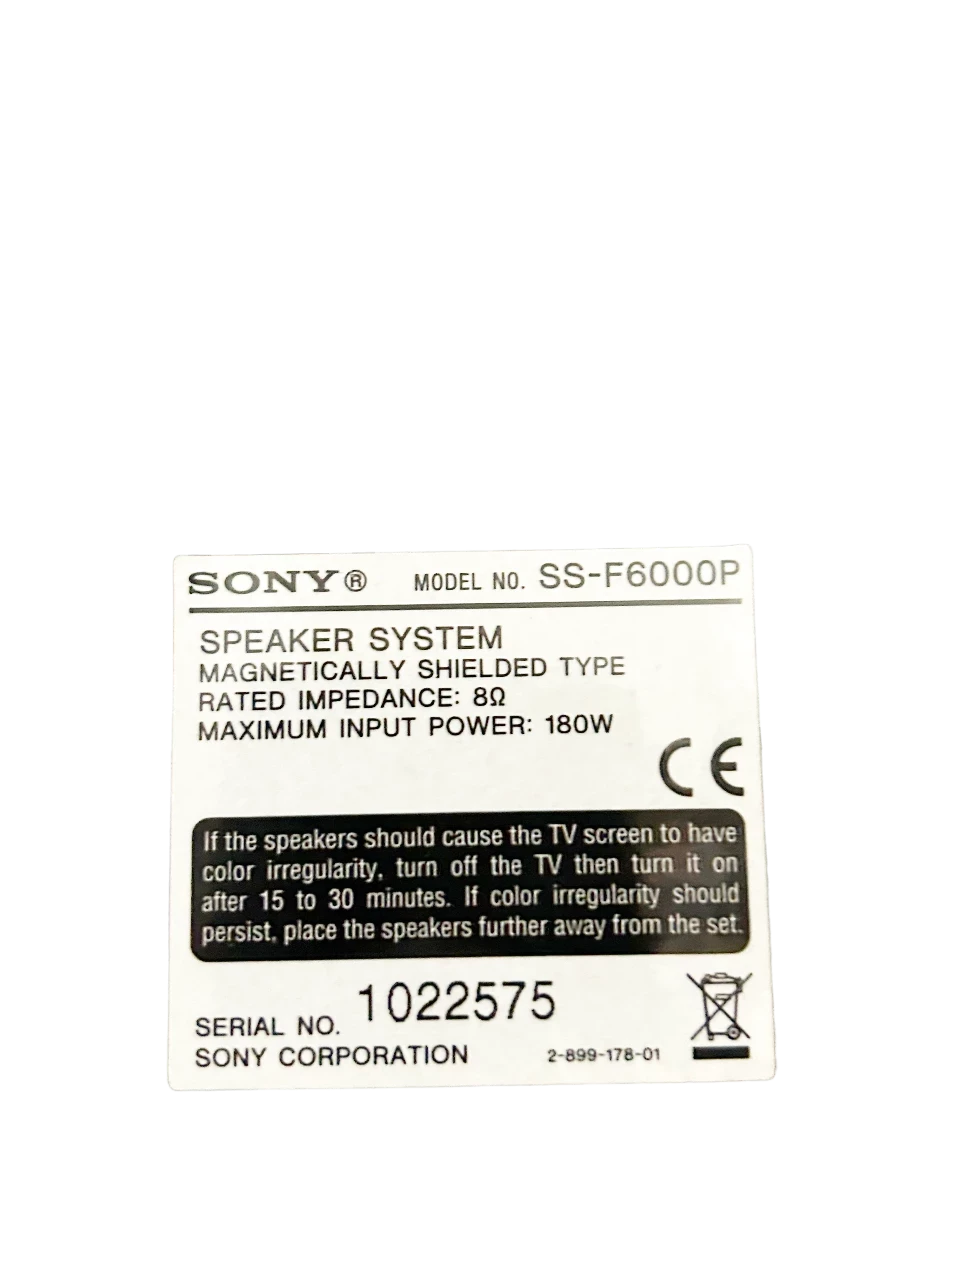 SONY® MODEL NO. SS-F6000P
SPEAKER SYSTEM
MAGNETICALLY SHIELDED TYPE
RATED IMPEDANCE: 8Ω
MAXIMUM INPUT POWER: 180W
CE
If the speakers should cause the TV screen to have
color irregularity, turn off the TV then turn it on
after 15 to 30 minutes. If color irregularity should
persist, place the speakers further away from the set.
SERIAL NO. 1022575
SONY CORPORATION 2-899-178-01